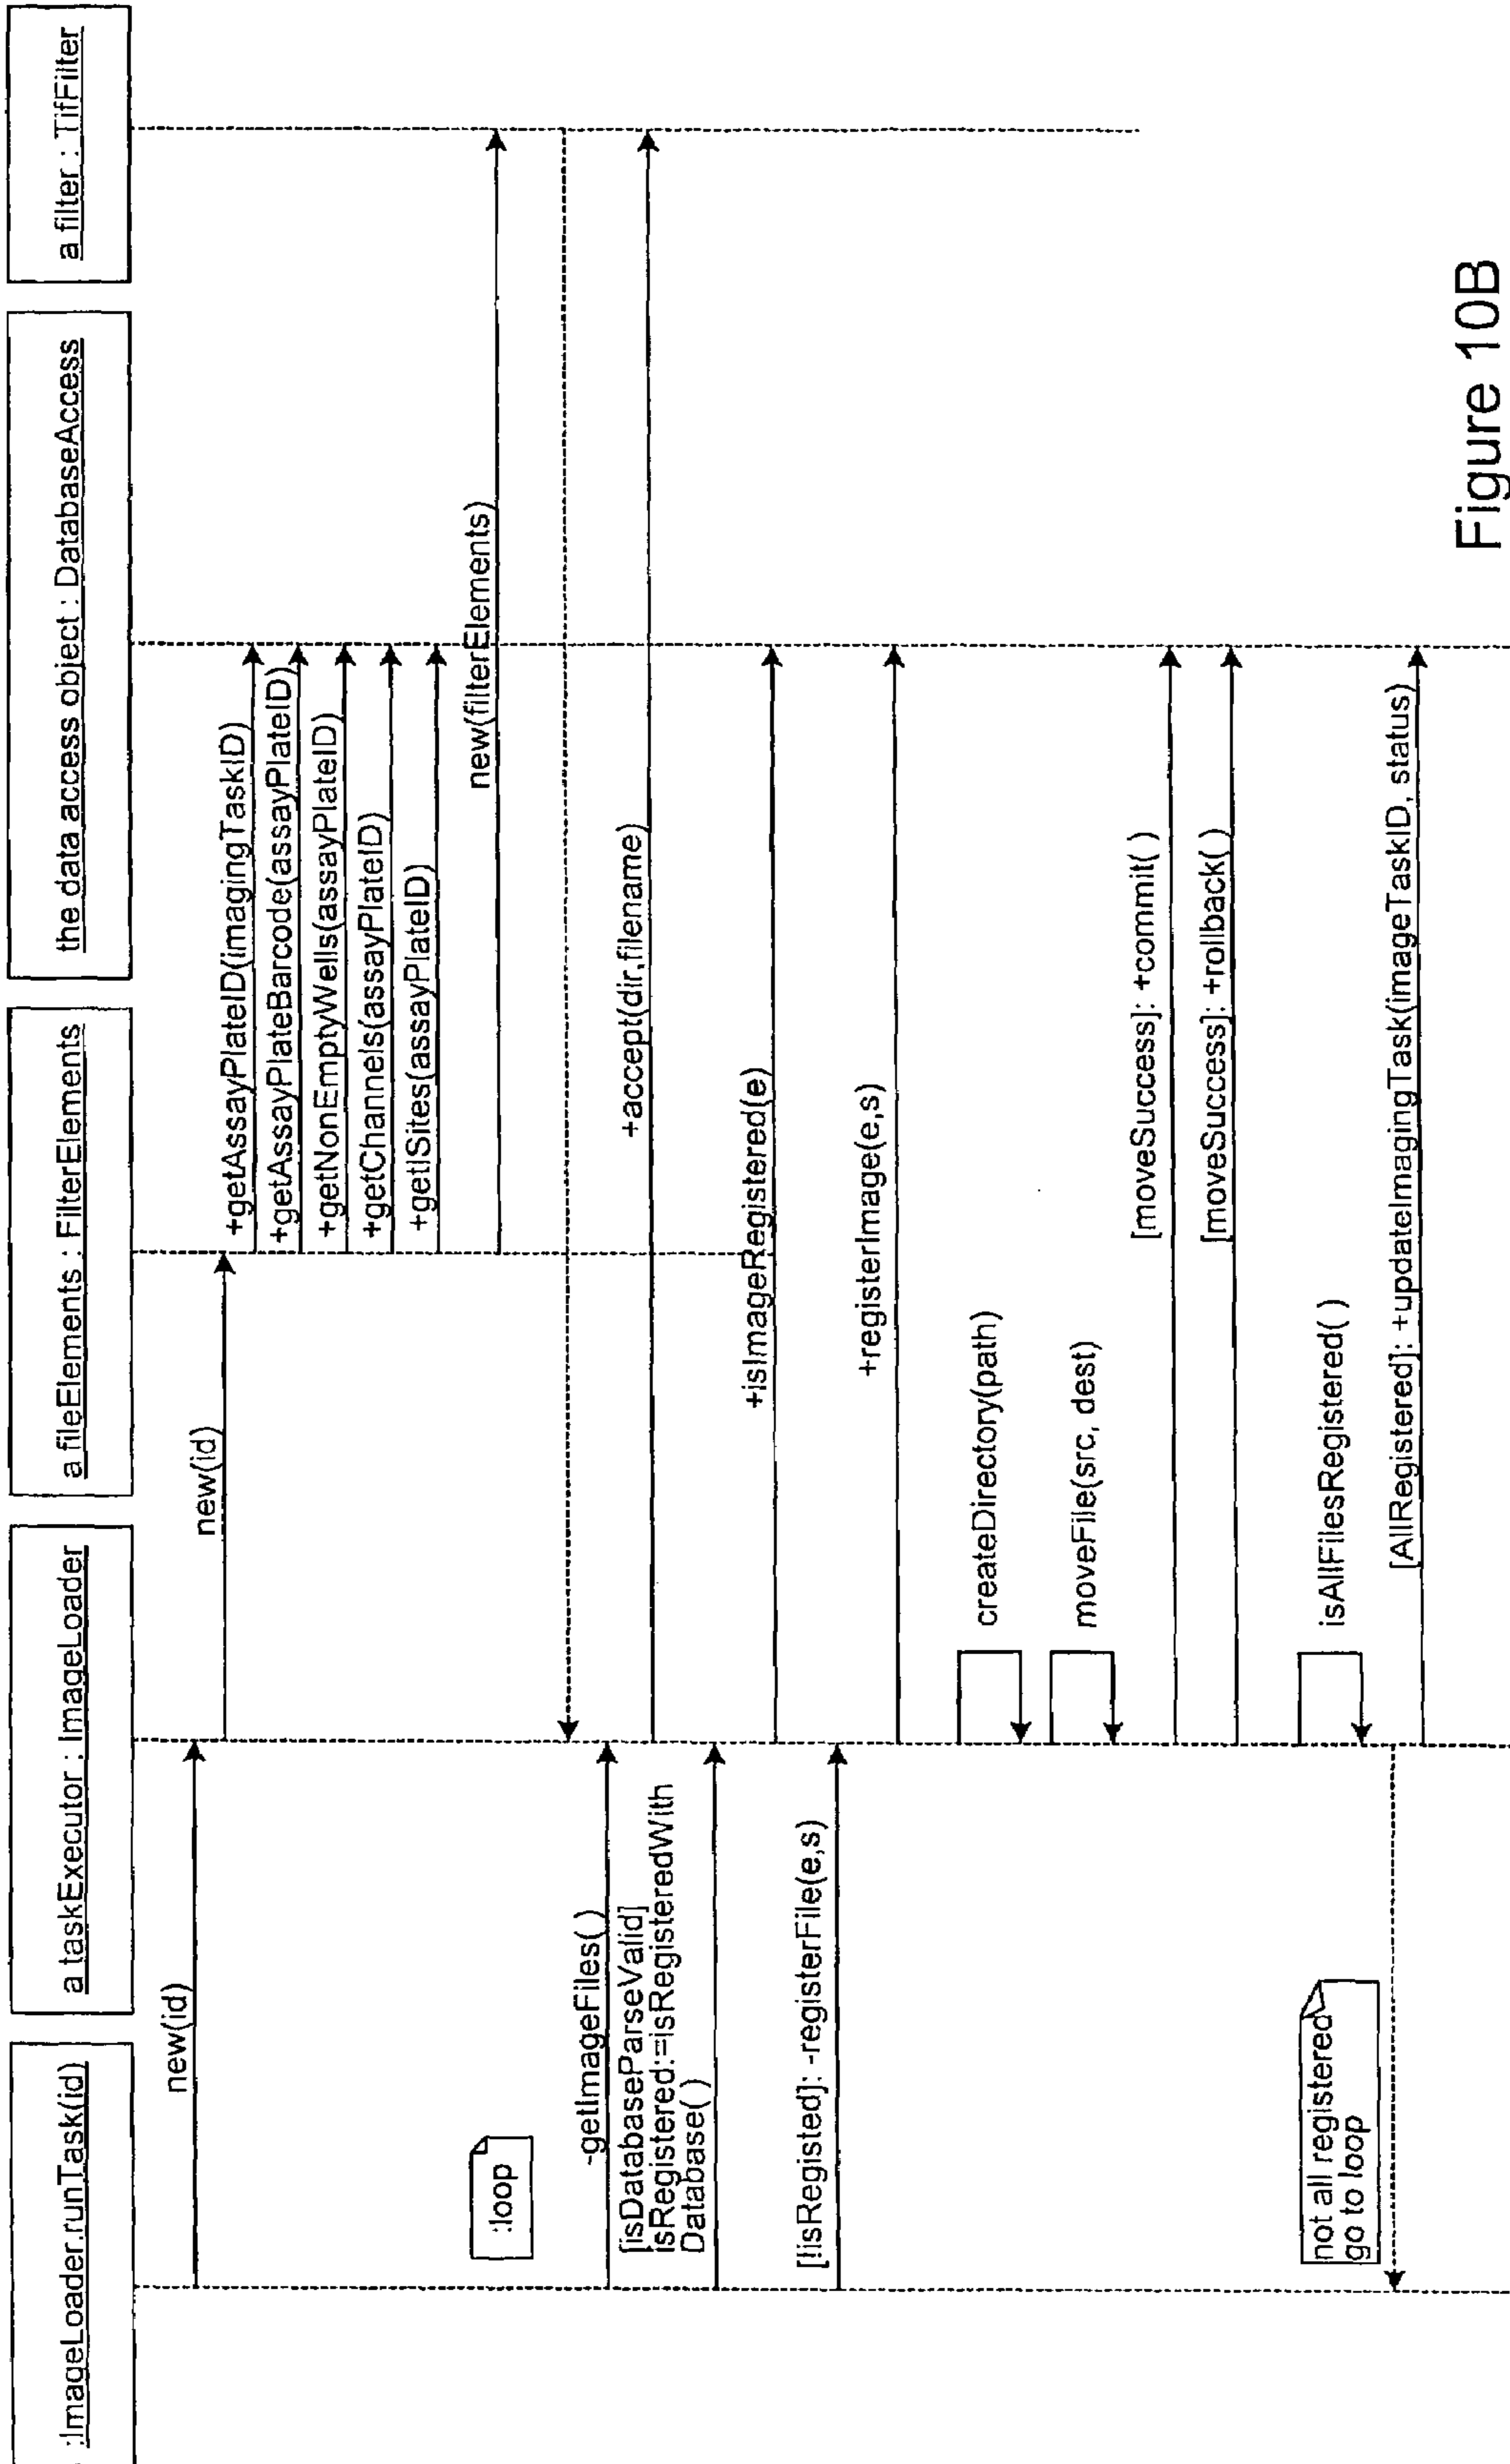 :ImageLoader.runTask(id)
a taskExecutor : ImageLoader
a fileElements : FilterElements
the data access object : DatabaseAccess
a filter : TifFilter
new(id)
new(id)
+getAssayPlateID(imagingTaskID)
+getAssayPlateBarcode(assayPlateID)
+getNonEmptyWells(assayPlateID)
+getChannels(assayPlateID)
+getISites(assayPlateID)
new(filterElements)
:loop
-getImageFiles( )
+accept(dir,filename)
[isDatabaseParseValid]
isRegistered:=isRegisteredWith
Database( )
+isImageRegistered(e)
[!isRegisted]: -registerFile(e,s)
+registerImage(e,s)
createDirectory(path)
moveFile(src, dest)
[moveSuccess]: +commit( )
[moveSuccess]: +rollback( )
isAllFilesRegistered( )
not all registered
go to loop
[AllRegistered]: +updateImagingTask(imageTaskID, status)
Figure 10B